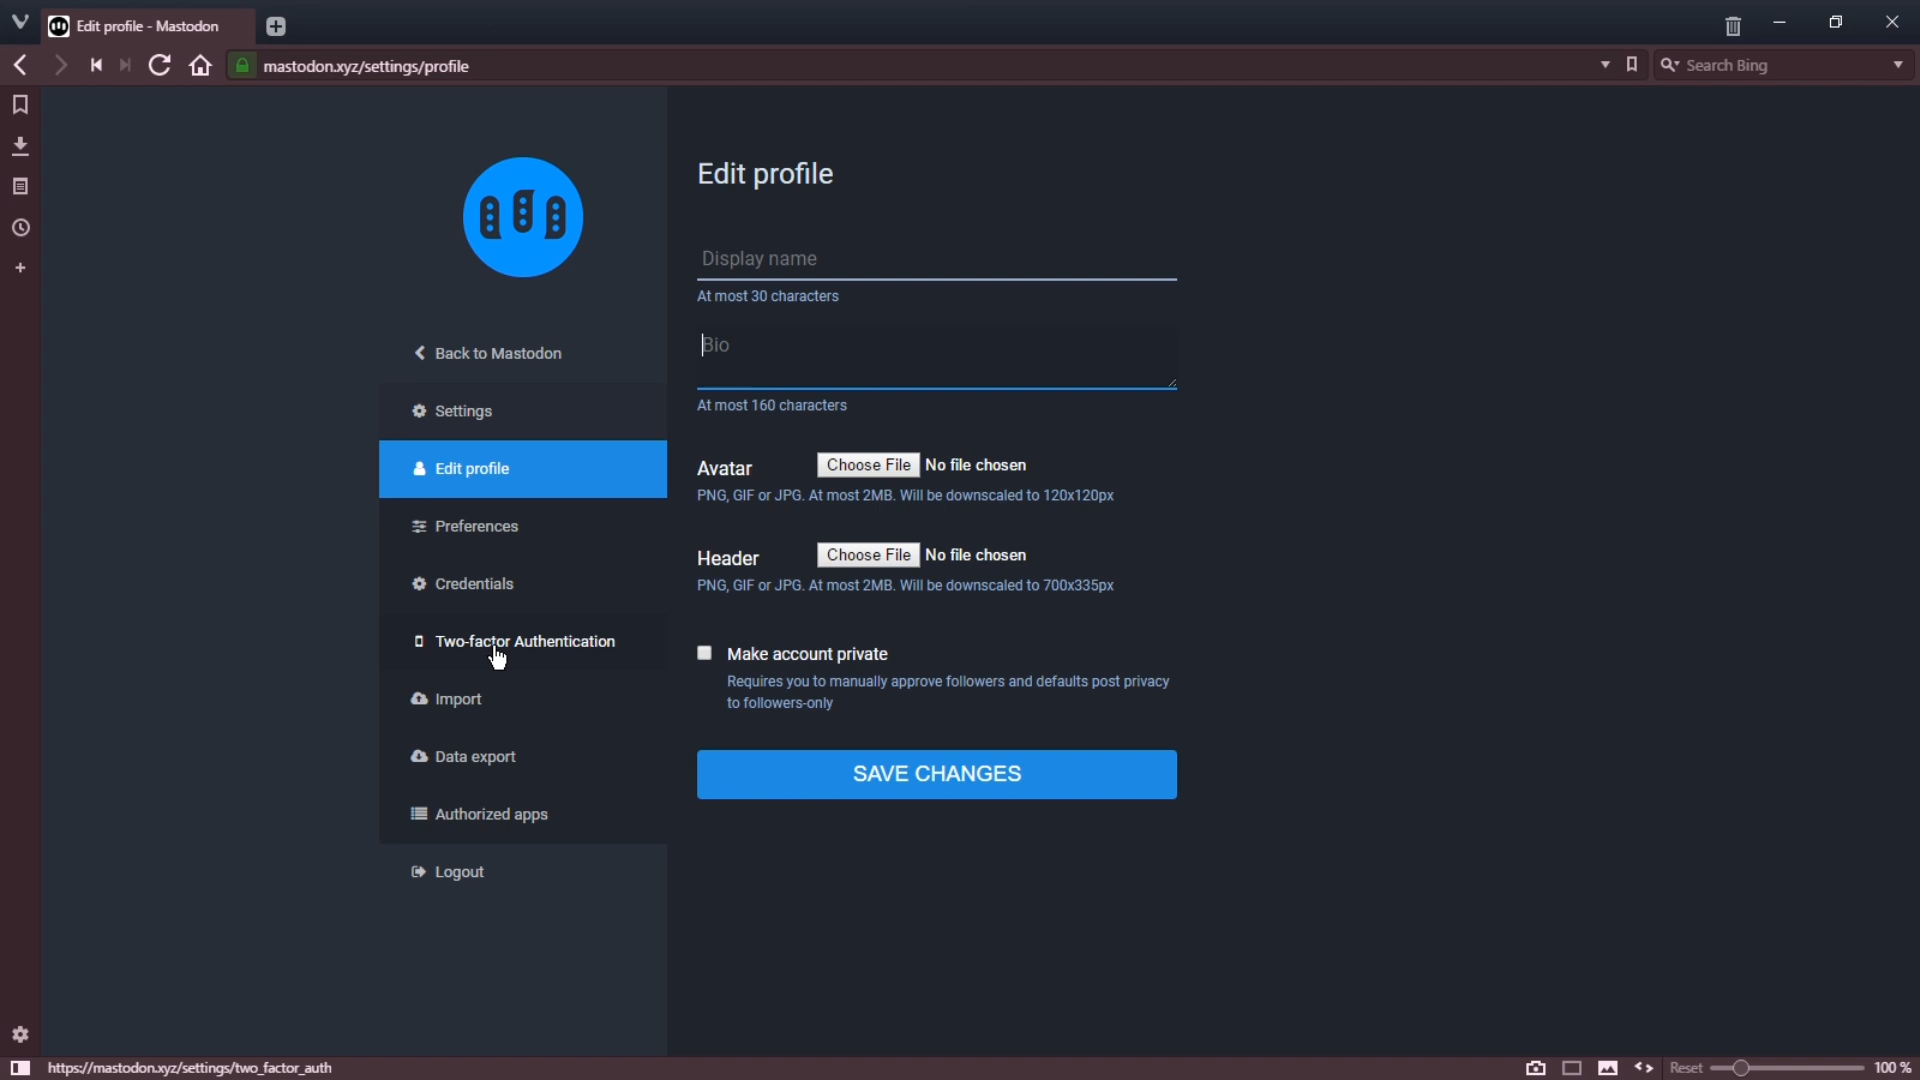 Edit profile - Mastodon
mastodon.xyz/settings/profile
Search Bing
Back to Mastodon
Settings
Edit profile
Preferences
Credentials
Two-factor Authentication
Import
Data export
Authorized apps
Logout
Edit profile
Display name
At most 30 characters
Bio
At most 160 characters
Avatar Choose File No file chosen
PNG, GIF or JPG. At most 2MB. Will be downscaled to 120x120px
Header Choose File No file chosen
PNG, GIF or JPG. At most 2MB. Will be downscaled to 700x335px
Make account private
Requires you to manually approve followers and defaults post privacy
to followers-only
SAVE CHANGES
https://mastodon.xyz/settings/two_factor_auth
Reset 100 %